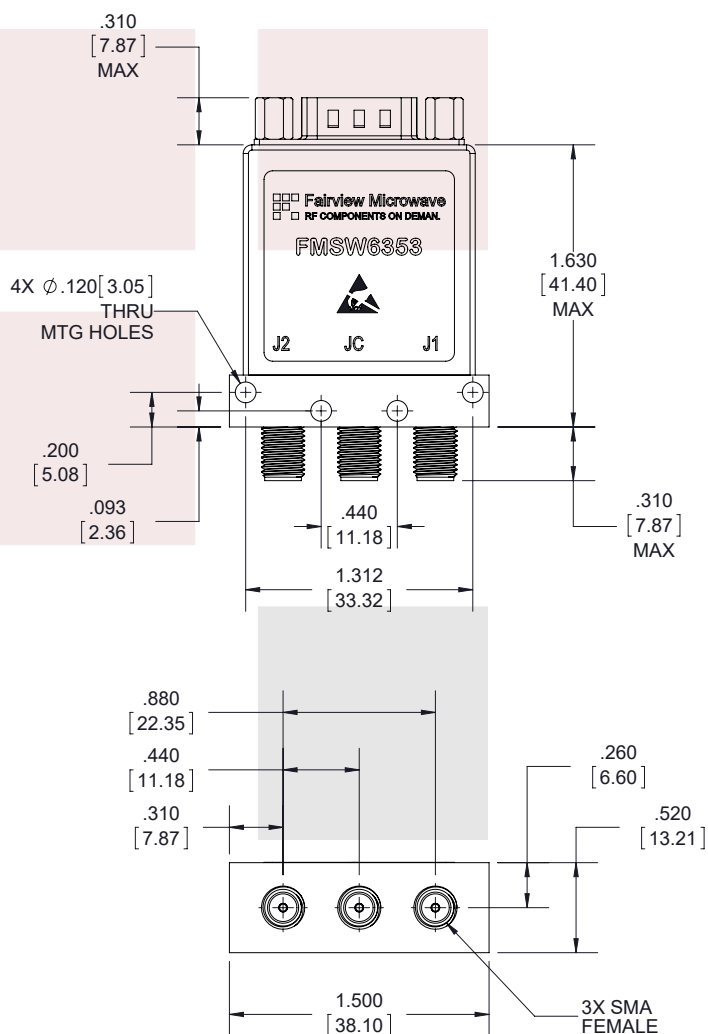 .310
[7.87]
MAX
Fairview Microwave
RF COMPONENTS ON DEMAN.
FMSW6353
1.630
[41.40]
MAX
4X Ø.120[3.05]
THRU
MTG HOLES
J2 JC J1
.200
[5.08]
.093
[2.36]
.440
[11.18]
.310
[7.87]
MAX
1.312
[33.32]
.880
[22.35]
.440
[11.18]
.310
[7.87]
.260
[6.60]
.520
[13.21]
1.500
[38.10]
3X SMA
FEMALE